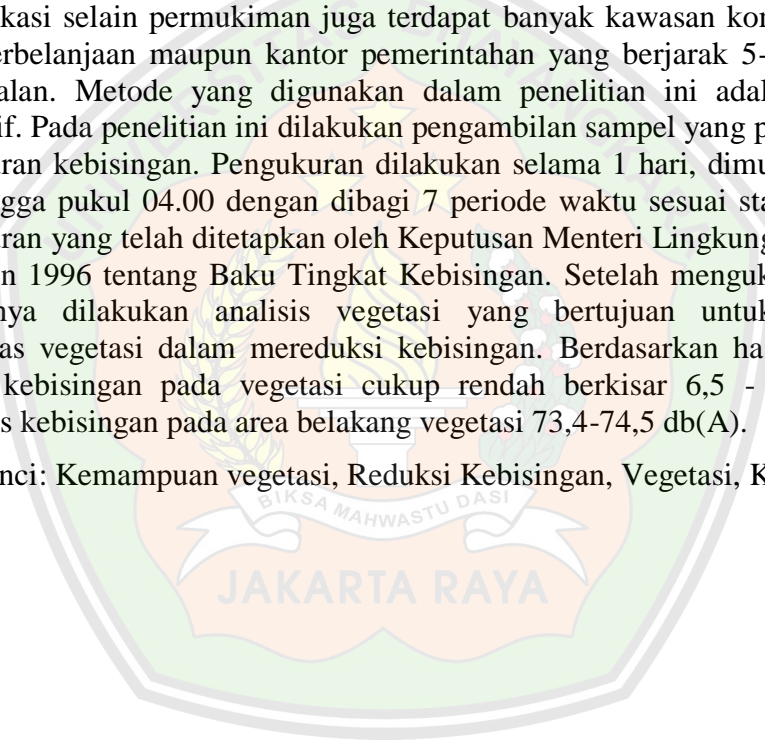 kasi selain permukiman juga terdapat banyak kawasan kor
erbelanjaan maupun kantor pemerintahan yang berjarak 5-
alan. Metode yang digunakan dalam penelitian ini adal
if. Pada penelitian ini dilakukan pengambilan sampel yang p
ran kebisingan. Pengukuran dilakukan selama 1 hari, dimu
ngga pukul 04.00 dengan dibagi 7 periode waktu sesuai sta
ran yang telah ditetapkan oleh Keputusan Menteri Lingkung
n 1996 tentang Baku Tingkat Kebisingan. Setelah menguk
nya dilakukan analisis vegetasi yang bertujuan untuk
as vegetasi dalam mereduksi kebisingan. Berdasarkan ha
kebisingan pada vegetasi cukup rendah berkisar 6,5 -
s kebisingan pada area belakang vegetasi 73,4-74,5 db(A).
nci: Kemampuan vegetasi, Reduksi Kebisingan, Vegetasi, K
UNIVERSITAS BHAYANGKARA
BIKSA MAHWASTU DASI
JAKARTA RAYA